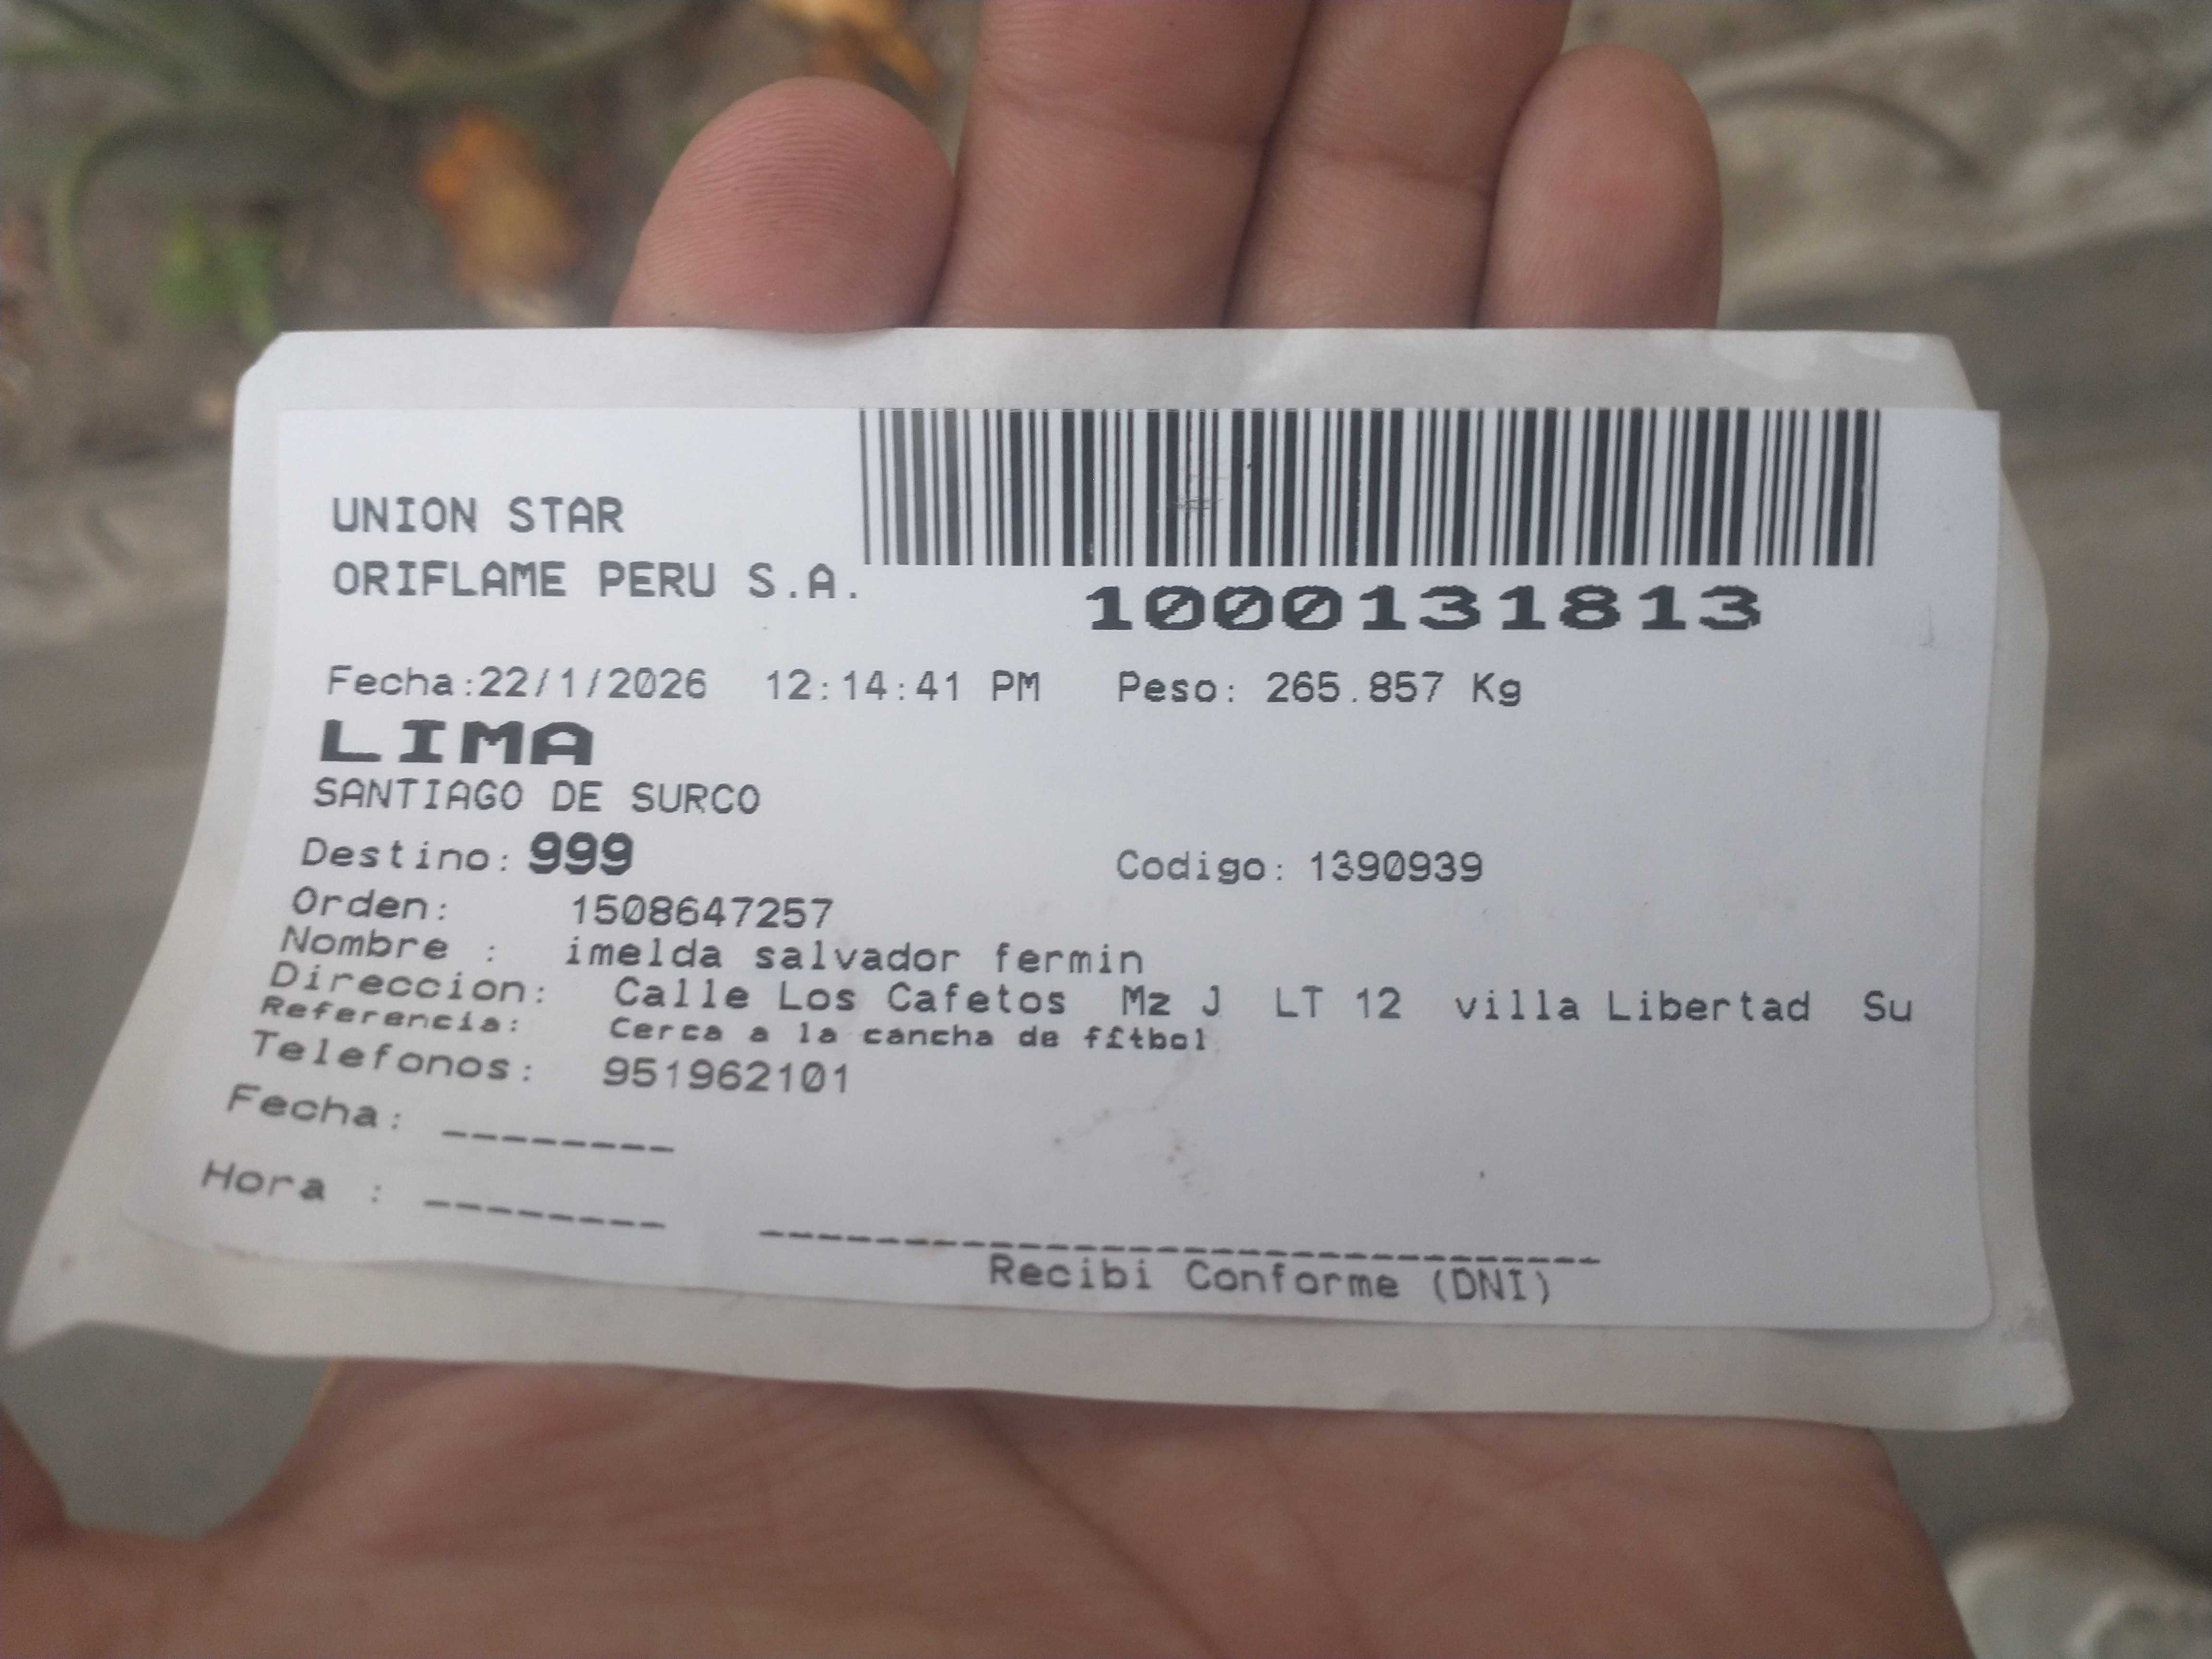 UNION STAR
ORIFLAME PERU S.A.
1000131813
Fecha:22/1/2026 12:14:41 PM Peso: 265.857 Kg
LIMA
SANTIAGO DE SURCO
Destino: 999 Codigo: 1390939
Orden: 1508647257
Nombre : imelda salvador fermin
Direccion: Calle Los Cafetos Mz J LT 12 villa Libertad Su
Referencia: Cerca a la cancha de f£tbol
Telefonos: 951962101
Fecha: ________
Hora : ________
Recibi Conforme (DNI)